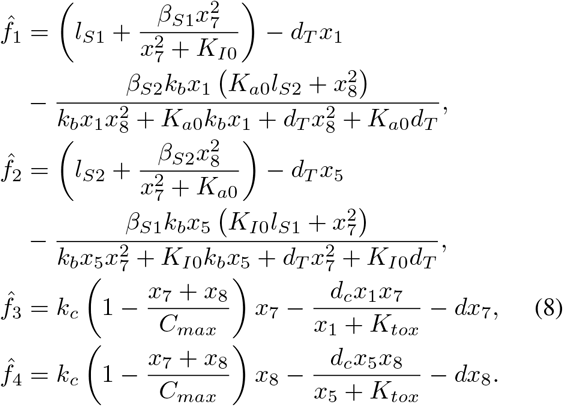 \hat{f}_1 = \left( l_{S1} + \frac{\beta_{S1} x_7^2}{x_7^2 + K_{I0}} \right) - d_T x_1
- \frac{\beta_{S2} k_b x_1 \left( K_{a0} l_{S2} + x_8^2 \right)}{k_b x_1 x_8^2 + K_{a0} k_b x_1 + d_T x_8^2 + K_{a0} d_T},
\hat{f}_2 = \left( l_{S2} + \frac{\beta_{S2} x_8^2}{x_7^2 + K_{a0}} \right) - d_T x_5
- \frac{\beta_{S1} k_b x_5 \left( K_{I0} l_{S1} + x_7^2 \right)}{k_b x_5 x_7^2 + K_{I0} k_b x_5 + d_T x_7^2 + K_{I0} d_T},
\hat{f}_3 = k_c \left( 1 - \frac{x_7 + x_8}{C_{max}} \right) x_7 - \frac{d_c x_1 x_7}{x_1 + K_{tox}} - d x_7, (8)
\hat{f}_4 = k_c \left( 1 - \frac{x_7 + x_8}{C_{max}} \right) x_8 - \frac{d_c x_5 x_8}{x_5 + K_{tox}} - d x_8.